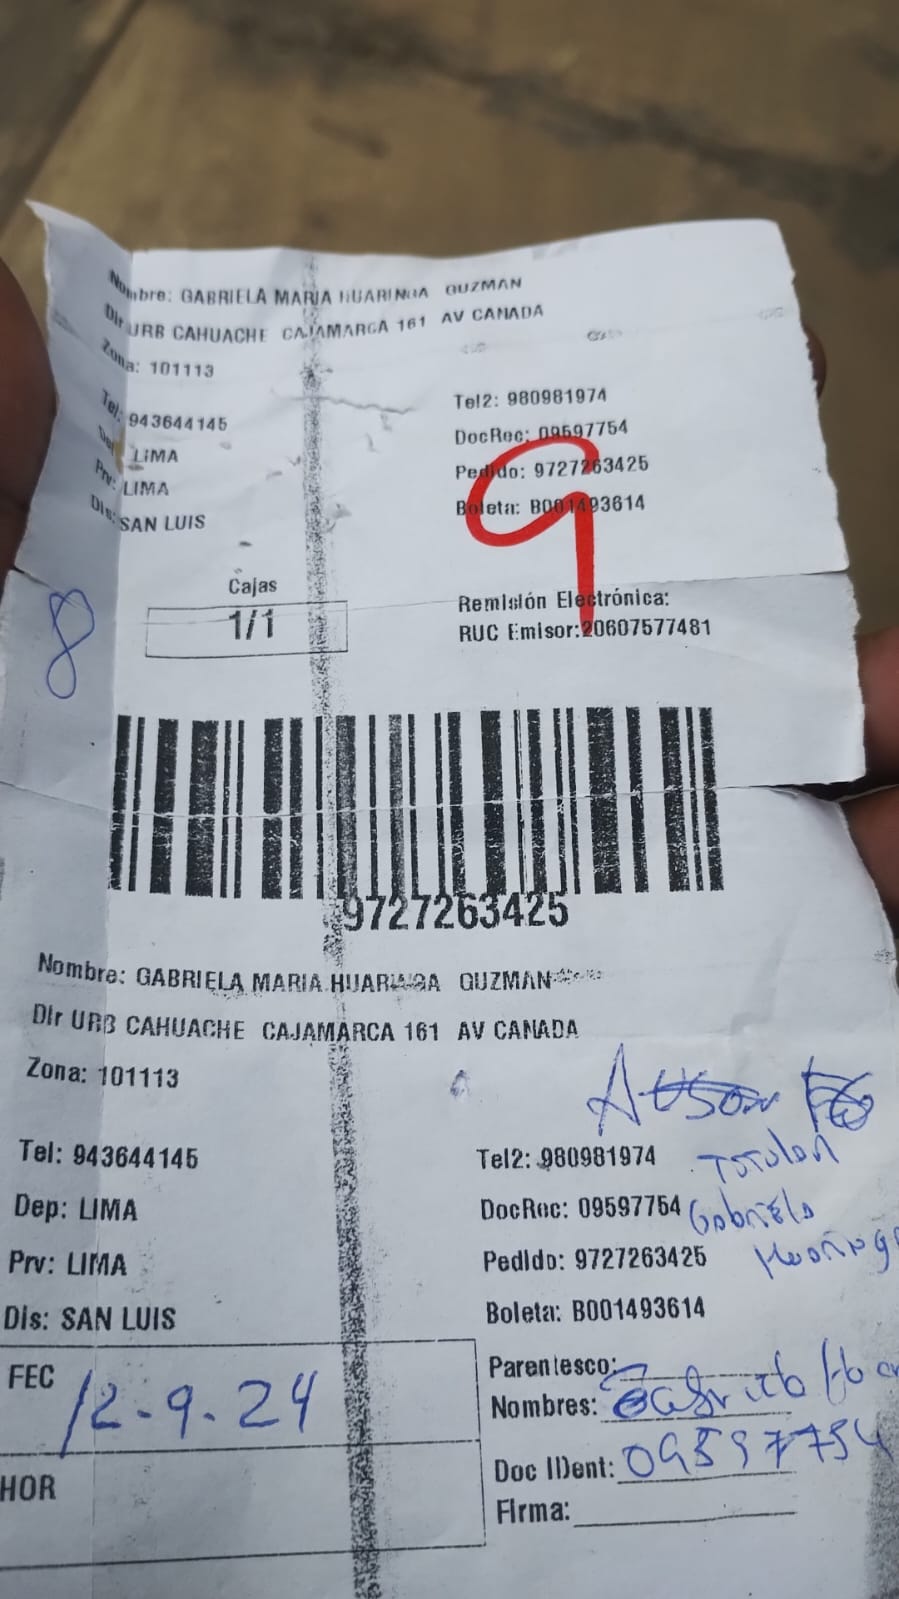 Nombre: GABRIELA MARIA HUARINGA GUZMAN
Dir URB CAHUACHE CAJAMARCA 161 AV CANADA
Zona: 101113
Tel: 943644145 Tel2: 980981974
Dep LIMA DocRec: 09597754
Prv: LIMA Pedido: 9727263425
Dis: SAN LUIS Boleta: B001493614
9
Cajas
1/1
Remisión Electrónica:
RUC Emisor:20607577481
8
9727263425
Nombre: GABRIELA MARIA HUARINGA GUZMAN
Dir URB CAHUACHE CAJAMARCA 161 AV CANADA
Zona: 101113
Tel: 943644145 Tel2: 980981974
Dep: LIMA DocRec: 09597754 Gabriela
Prv: LIMA Pedido: 9727263425
Dis: SAN LUIS Boleta: B001493614
FEC 12-9-24
HOR
Parentesco:
Nombres:
Doc IDent: 09597754
Firma: